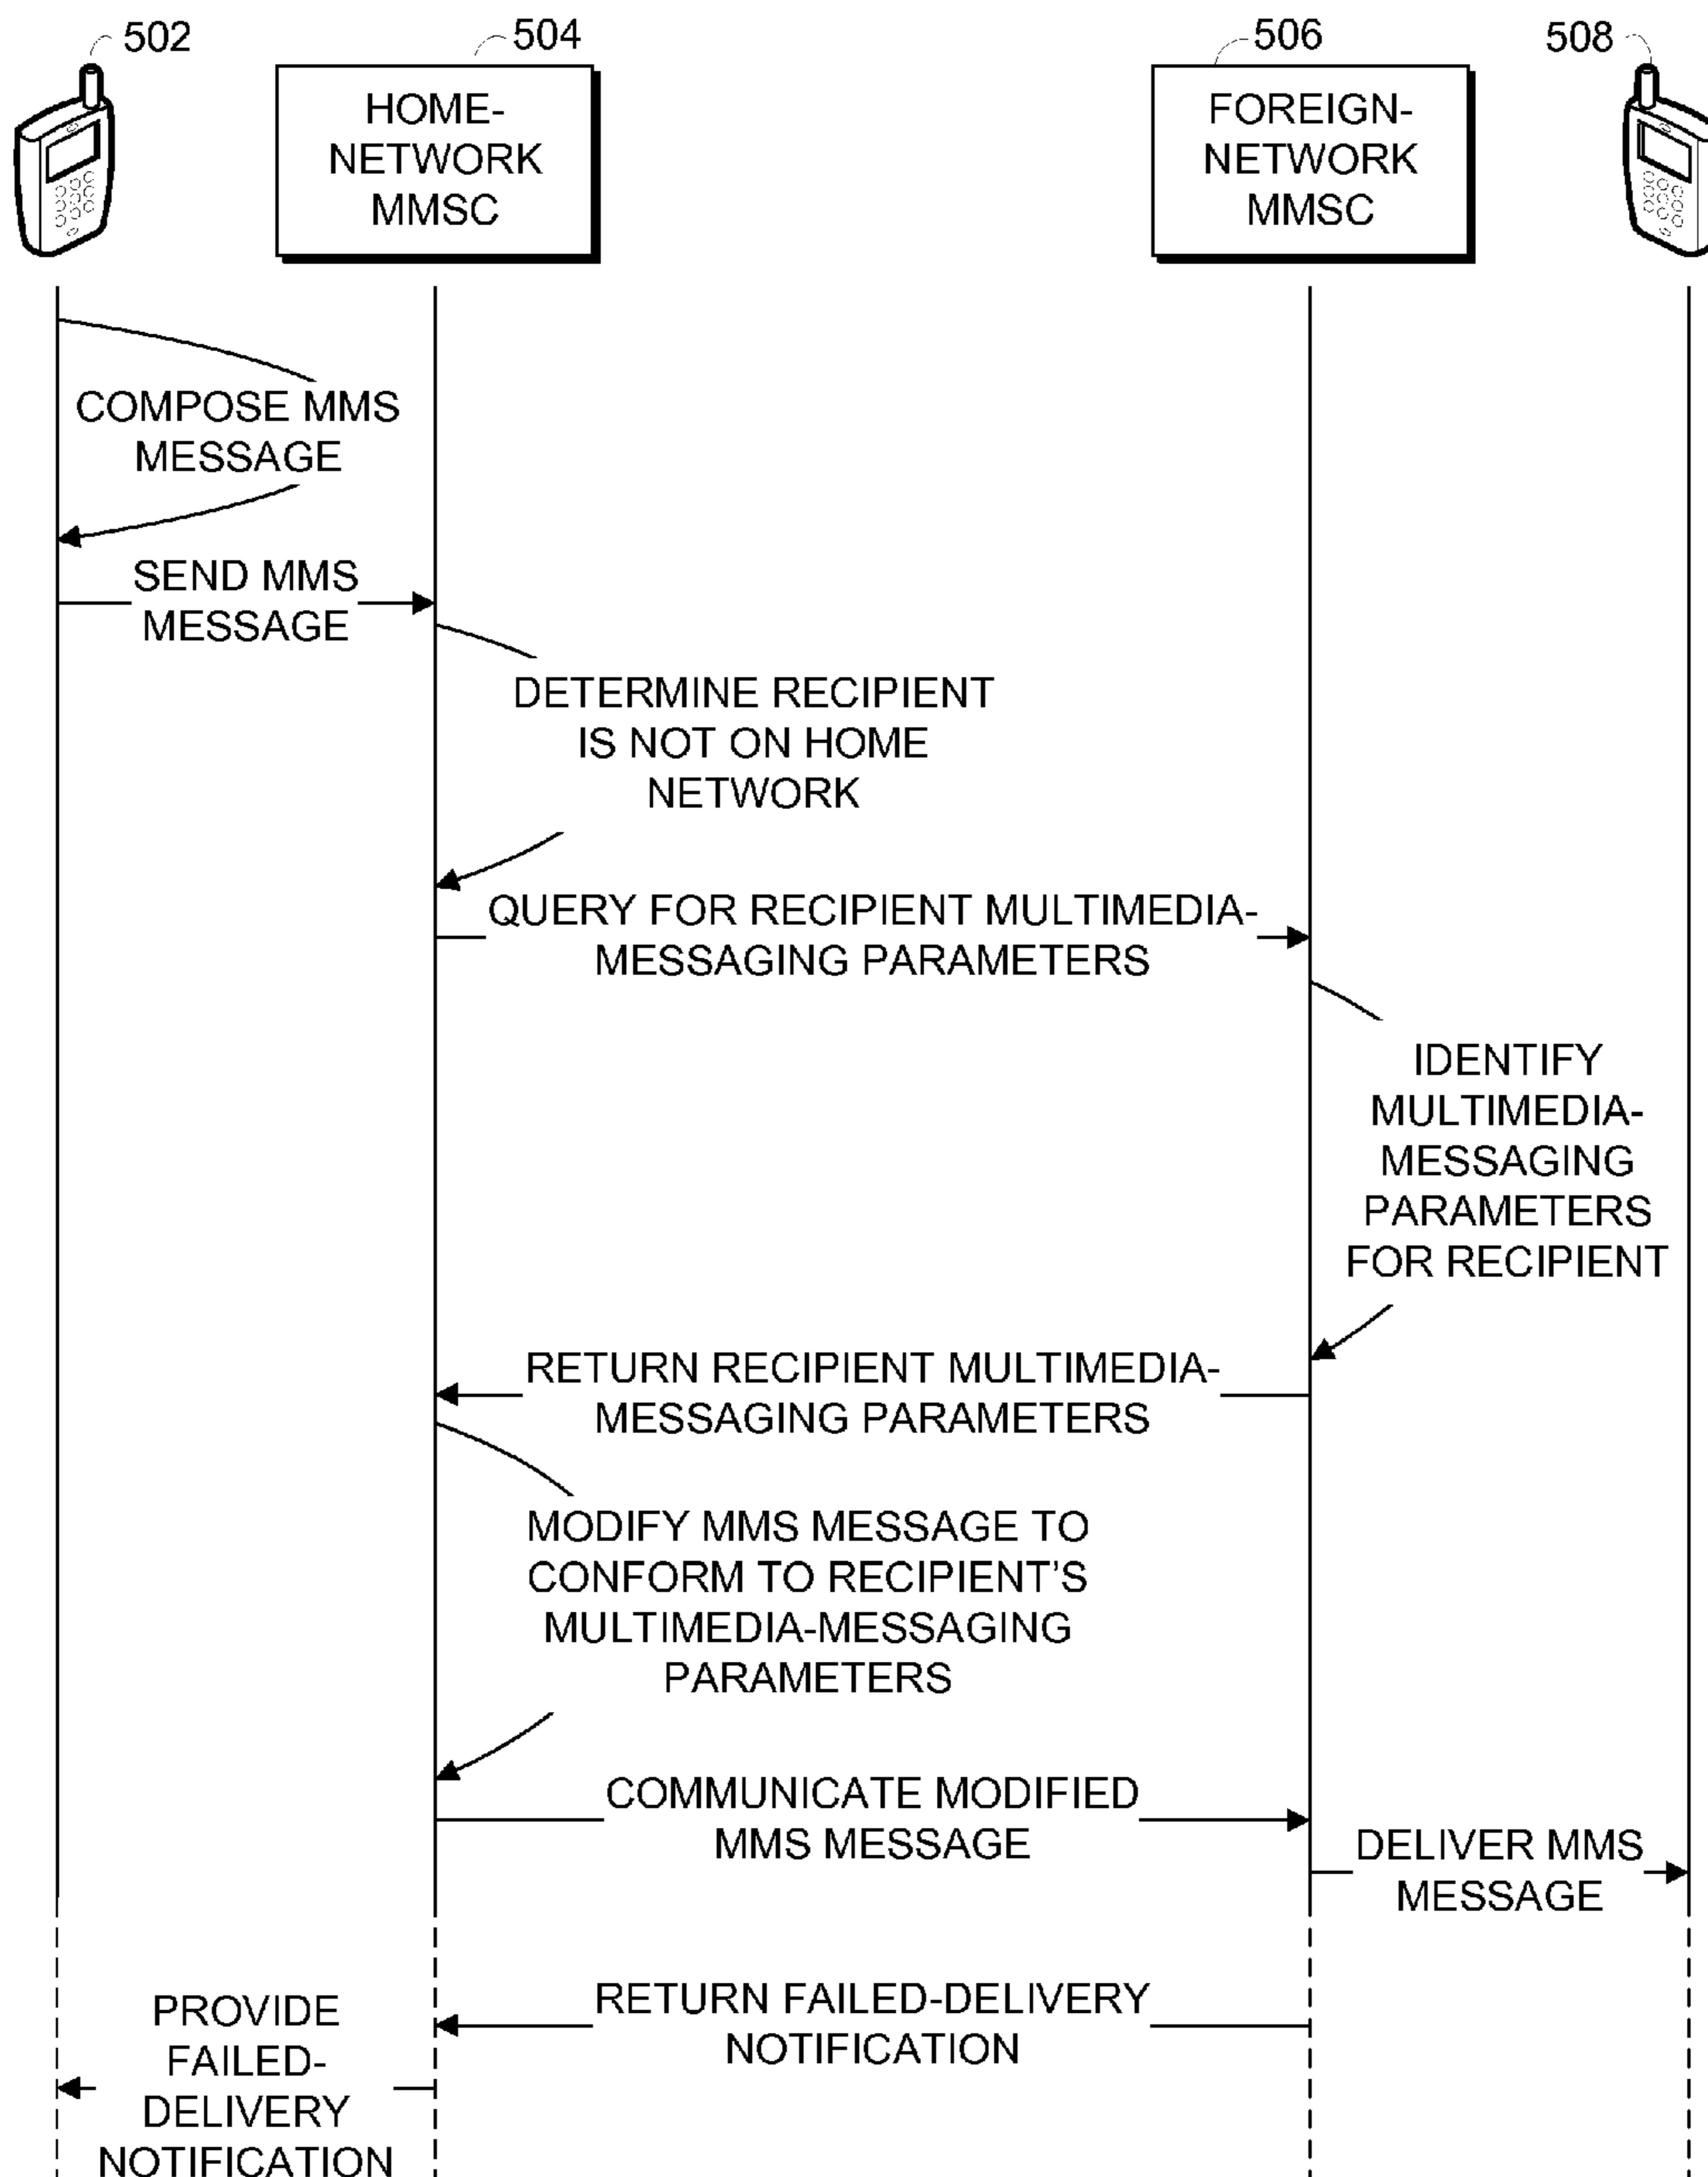 502
504
506
508
HOME-
NETWORK
MMSC
FOREIGN-
NETWORK
MMSC
COMPOSE MMS
MESSAGE
SEND MMS
MESSAGE
DETERMINE RECIPIENT
IS NOT ON HOME
NETWORK
QUERY FOR RECIPIENT MULTIMEDIA-
MESSAGING PARAMETERS
IDENTIFY
MULTIMEDIA-
MESSAGING
PARAMETERS
FOR RECIPIENT
RETURN RECIPIENT MULTIMEDIA-
MESSAGING PARAMETERS
MODIFY MMS MESSAGE TO
CONFORM TO RECIPIENT'S
MULTIMEDIA-MESSAGING
PARAMETERS
COMMUNICATE MODIFIED
MMS MESSAGE
DELIVER MMS
MESSAGE
RETURN FAILED-DELIVERY
NOTIFICATION
PROVIDE
FAILED-
DELIVERY
NOTIFICATION